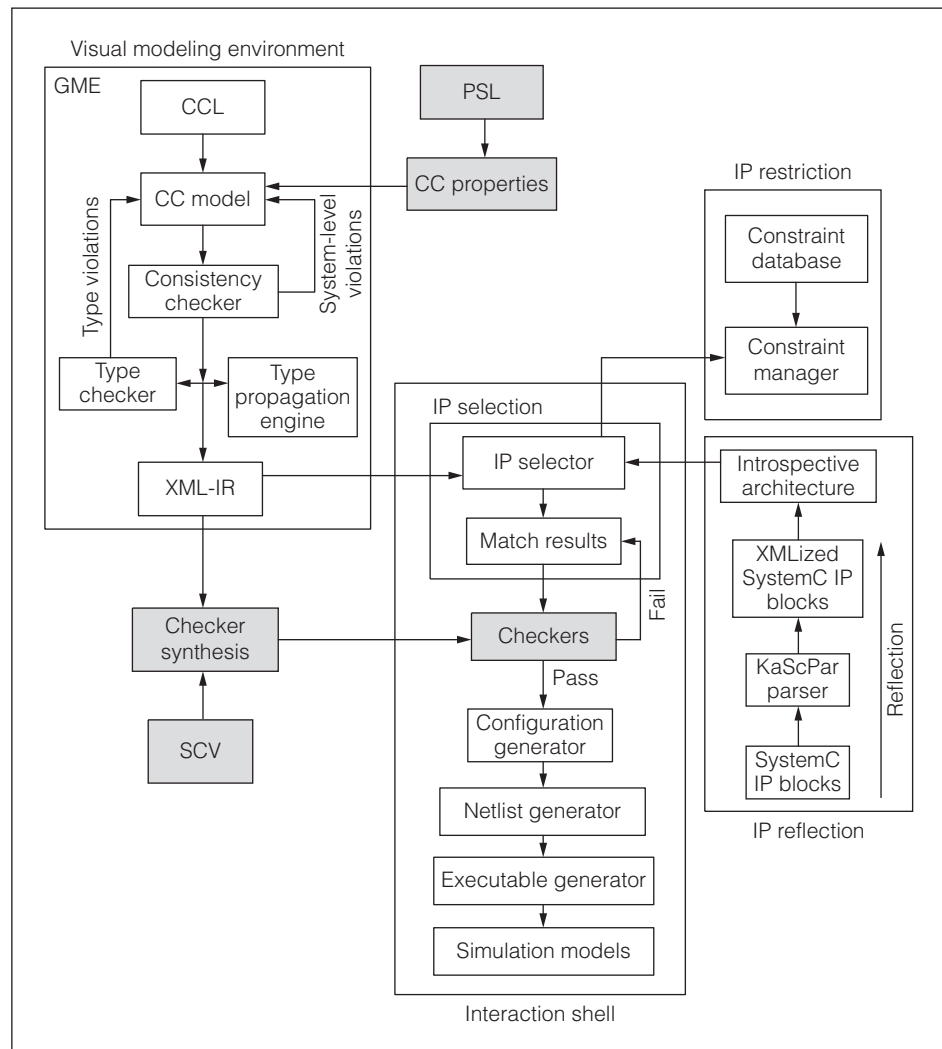 Visual modeling environment
GME
CCL
PSL
CC model
CC properties
Type violations
System-level
violations
Consistency
checker
Type
checker
Type
propagation
engine
XML-IR
IP restriction
Constraint
database
Constraint
manager
IP selection
IP selector
Match results
Introspective
architecture
XMLized
SystemC IP
blocks
KaScPar
parser
SystemC
IP blocks
Reflection
IP reflection
Checker
synthesis
Checkers
Fail
Pass
SCV
Configuration
generator
Netlist generator
Executable generator
Simulation models
Interaction shell